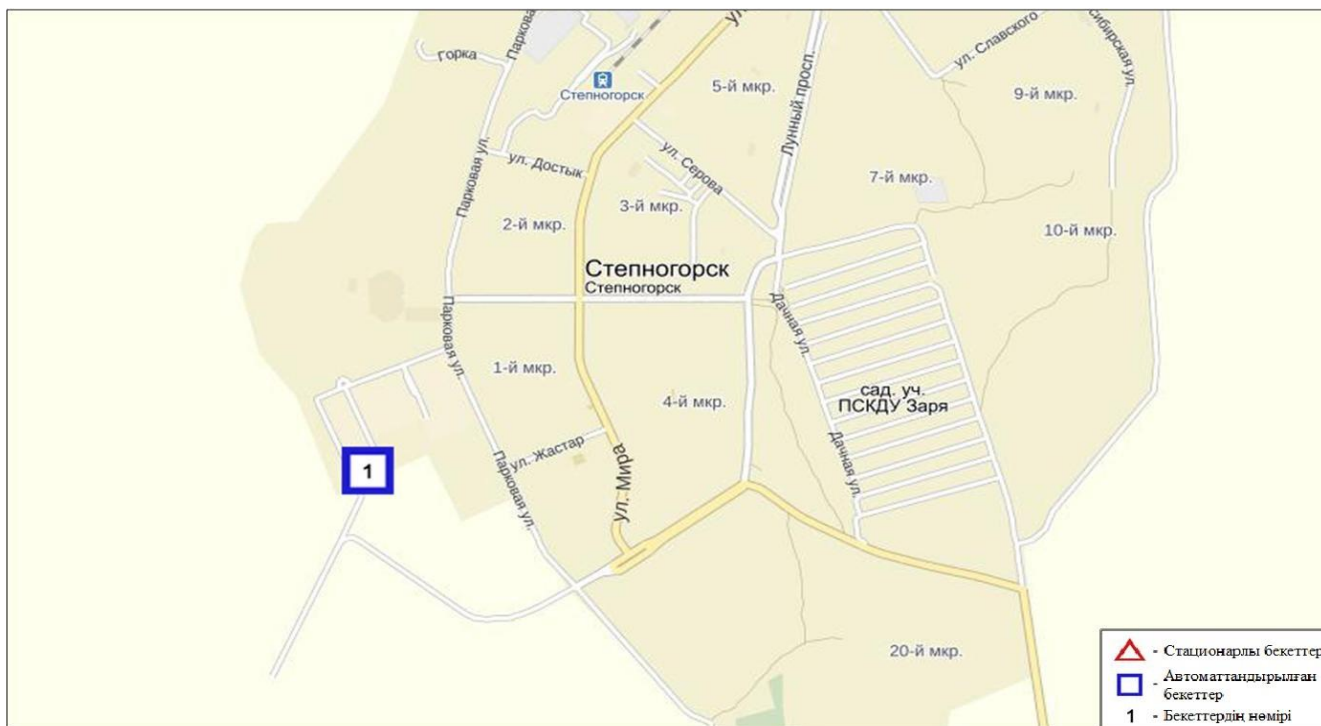 Парковая
ул.
Горка
Степногорск
5-й мкр.
Лунный просп.
ул. Славского
сибирская ул.
9-й мкр.
Парковая ул.
ул. Достык
ул. Серова
7-й мкр.
3-й мкр.
2-й мкр.
10-й мкр.
Степногорск
Степногорск
Парковая ул.
Дачная ул.
1-й мкр.
4-й мкр.
сад. уч.
ПСКДУ Заря
ул. Жастар
ул. Мира
Дачная ул.
1
Парковая ул.
20-й мкр.
- Стационарлы бекеттер
- Автоматтандырылған
бекеттер
1 - Бекеттердің нөмірі